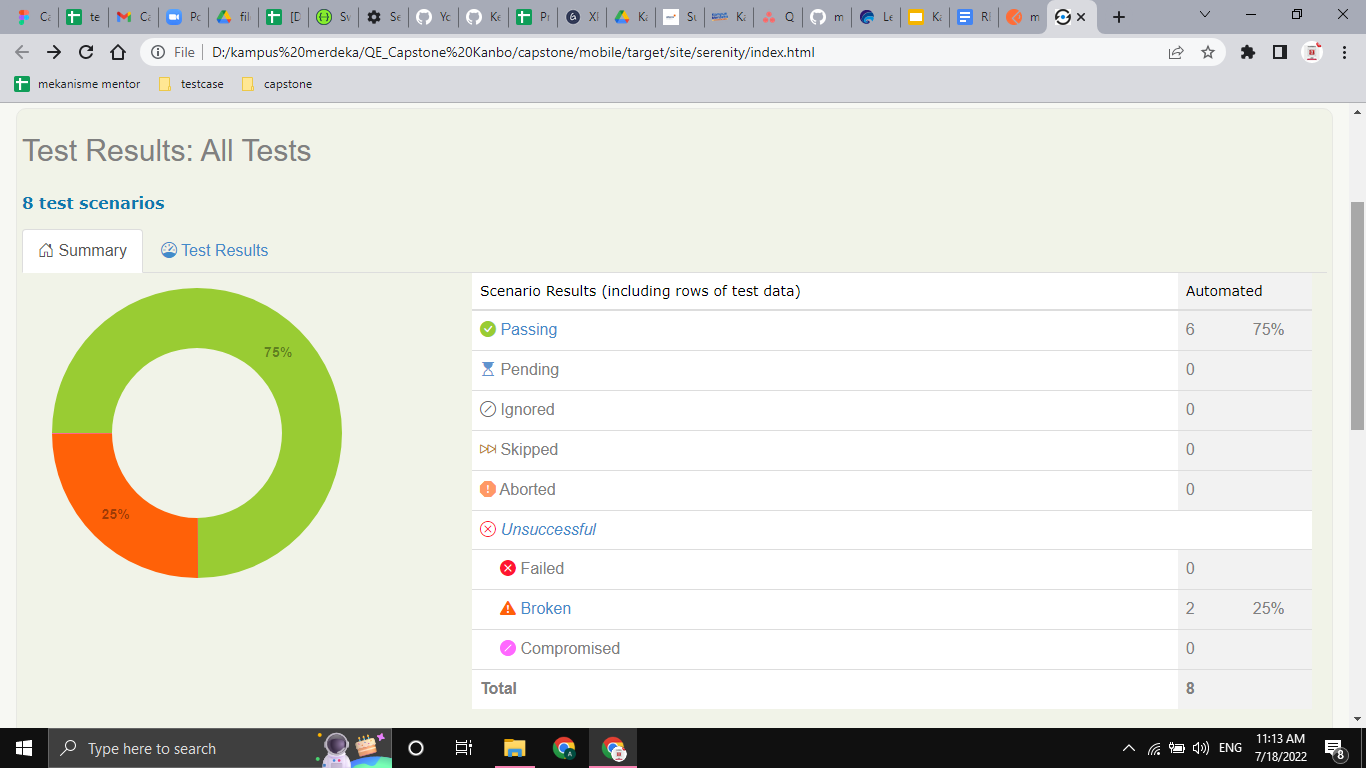 Ca
te
Ca
Po
fil
[D
Sv
Se
Yo
Ke
Pr
XI
Ka
Su
Ka
Q
m
Le
Ka
RI
m
File
D:/kampus%20merdeka/QE_Capstone%20Kanbo/capstone/mobile/target/site/serenity/index.html
mekanisme mentor
testcase
capstone
Test Results: All Tests
8 test scenarios
Summary
Test Results
75%
25%
Scenario Results (including rows of test data) Automated
Passing 6 75%
Pending 0
Ignored 0
Skipped 0
Aborted 0
Unsuccessful
Failed 0
Broken 2 25%
Compromised 0
Total 8
Type here to search
ENG
11:13 AM
7/18/2022
8